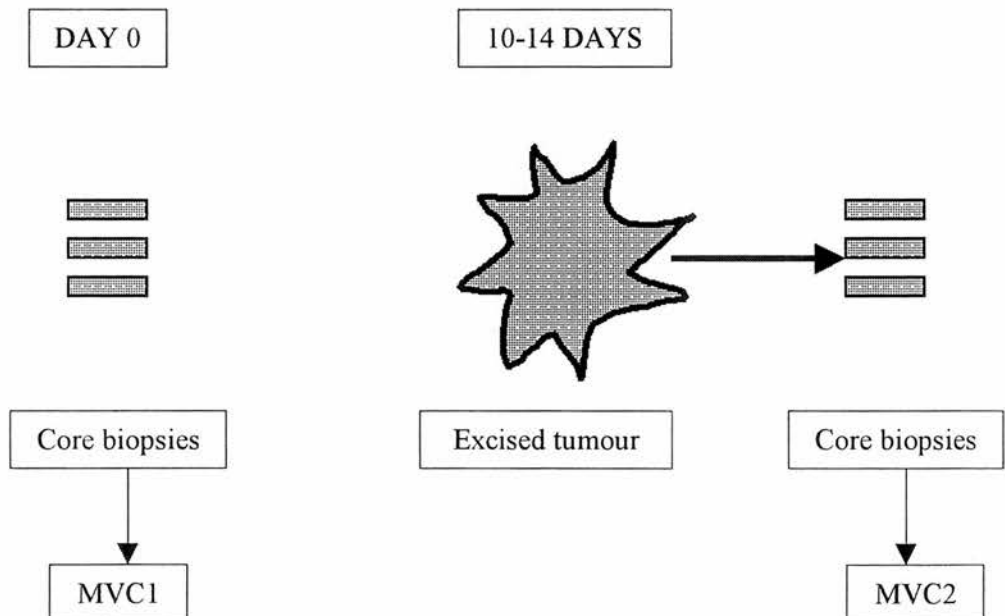 DAY 0
10-14 DAYS
Core biopsies
Excised tumour
Core biopsies
MVC1
MVC2